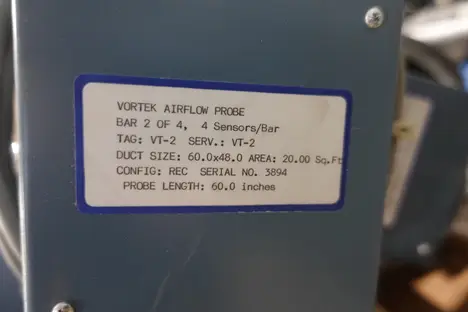 VORTEK AIRFLOW PROBE
BAR 2 OF 4, 4 Sensors/Bar
TAG: VT-2 SERV.: VT-2
DUCT SIZE: 60.0x48.0 AREA: 20.00 Sq.Ft
CONFIG: REC SERIAL NO. 3894
PROBE LENGTH: 60.0 inches